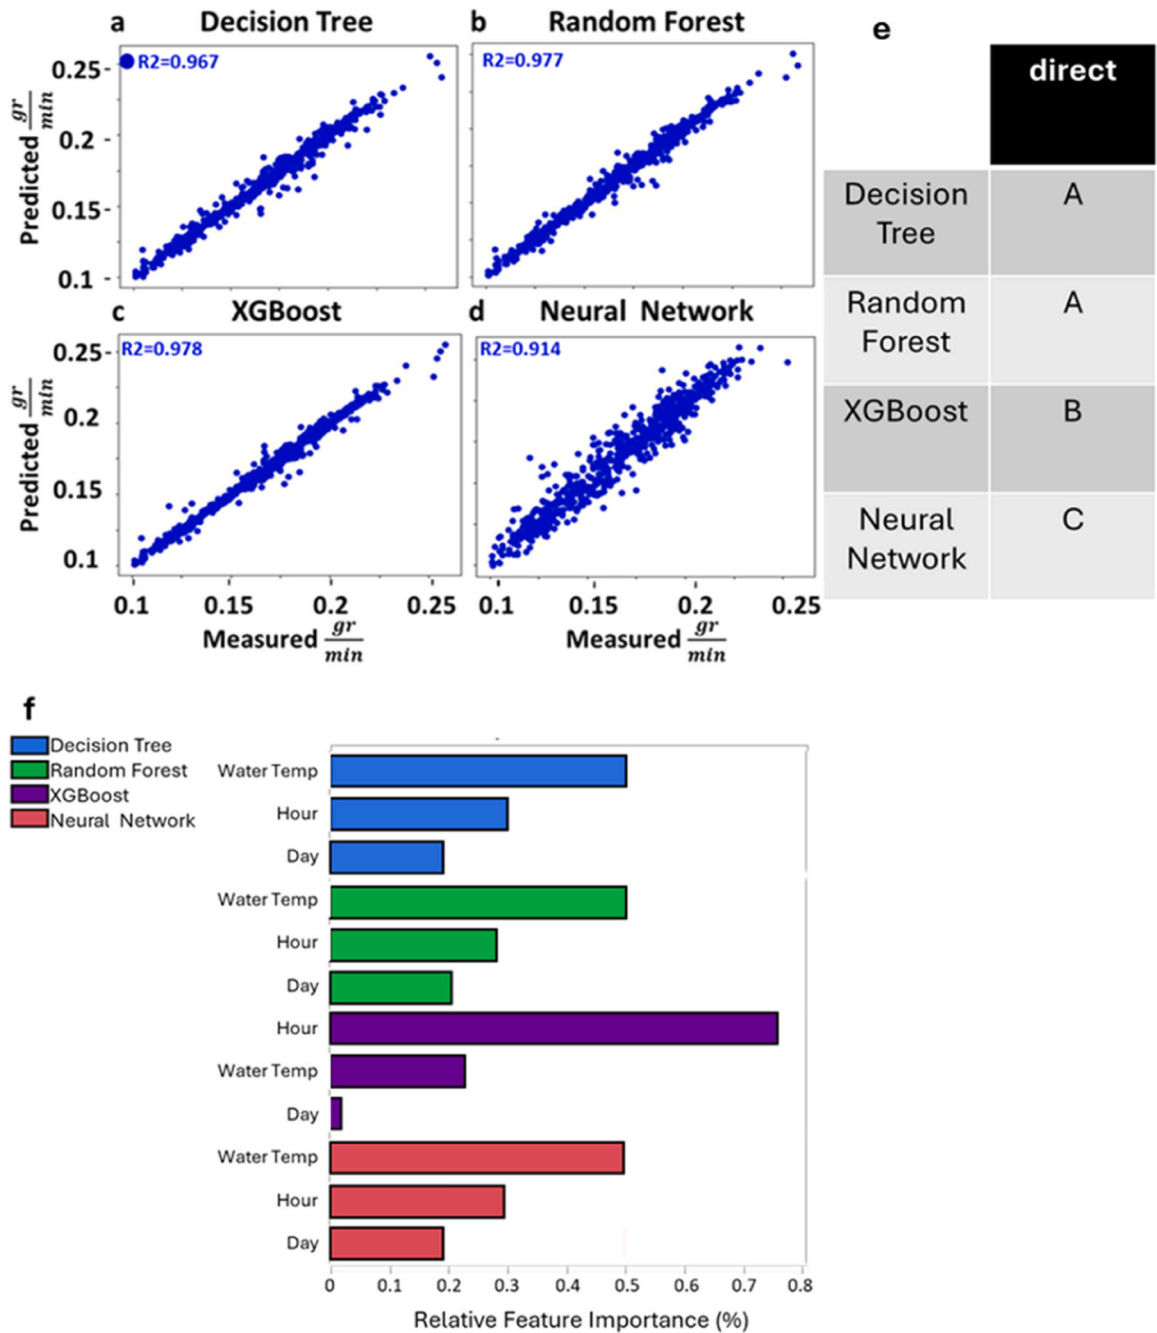 a Decision Tree
R2=0.967
0.25
0.2
0.15
0.1
Predicted gr/min
b Random Forest
R2=0.977
c XGBoost
R2=0.978
0.25
0.2
0.15
0.1
Predicted gr/min
0.1 0.15 0.2 0.25
Measured gr/min
d Neural Network
R2=0.914
0.1 0.15 0.2 0.25
Measured gr/min
e
direct
Decision
Tree
A
Random
Forest
A
XGBoost
B
Neural
Network
C
f
Decision Tree
Random Forest
XGBoost
Neural Network
Water Temp
Hour
Day
Water Temp
Hour
Day
Hour
Water Temp
Day
Water Temp
Hour
Day
0 0.1 0.2 0.3 0.4 0.5 0.6 0.7 0.8
Relative Feature Importance (%)